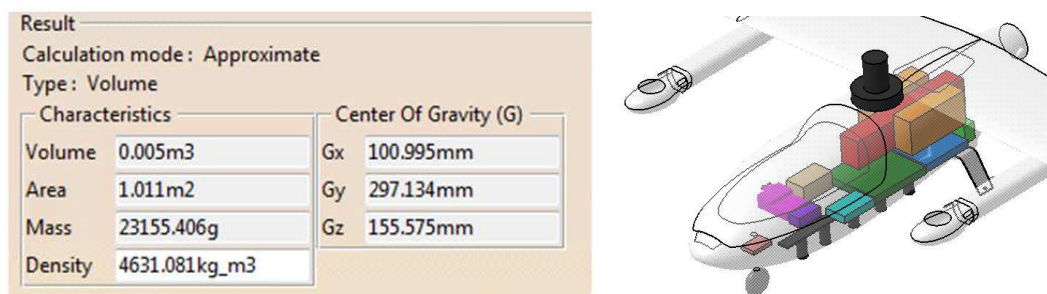 Result
Calculation mode : Approximate
Type : Volume
Characteristics
Center Of Gravity (G)
Volume 0.005m3
Gx 100.995mm
Area 1.011m2
Gy 297.134mm
Mass 23155.406g
Gz 155.575mm
Density 4631.081kg_m3